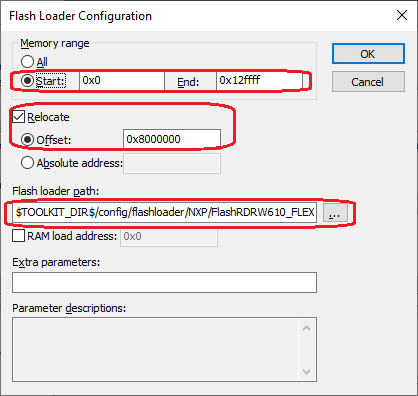 Flash Loader Configuration
Memory range
All
Start: 0x0 End: 0x12ffff
OK
Cancel
Relocate
Offset: 0x8000000
Absolute address:
Flash loader path:
$TOOLKIT_DIR$/config/flashloader/NXP/FlashRDRW610_FLEX
...
RAM load address: 0x0
Extra parameters:
Parameter descriptions: